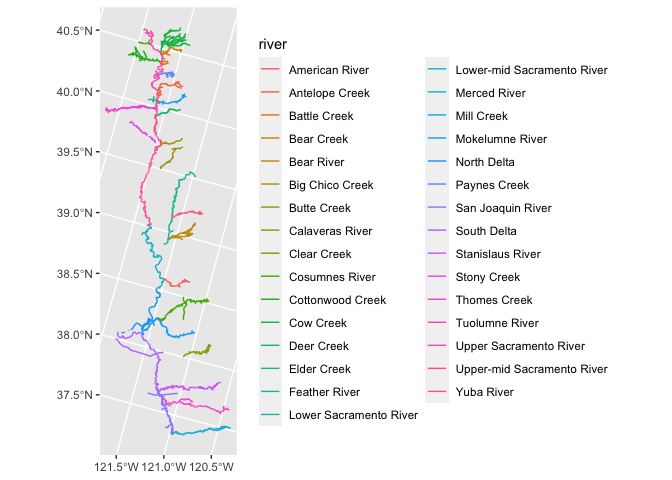 40.5°N
40.0°N
39.5°N
39.0°N
38.5°N
38.0°N
37.5°N
121.5°W 121.0°W 120.5°W
river
American River
Antelope Creek
Battle Creek
Bear Creek
Bear River
Big Chico Creek
Butte Creek
Calaveras River
Clear Creek
Cosumnes River
Cottonwood Creek
Cow Creek
Deer Creek
Elder Creek
Feather River
Lower Sacramento River
Lower-mid Sacramento River
Merced River
Mill Creek
Mokelumne River
North Delta
Paynes Creek
San Joaquin River
South Delta
Stanislaus River
Stony Creek
Thomes Creek
Tuolumne River
Upper Sacramento River
Upper-mid Sacramento River
Yuba River